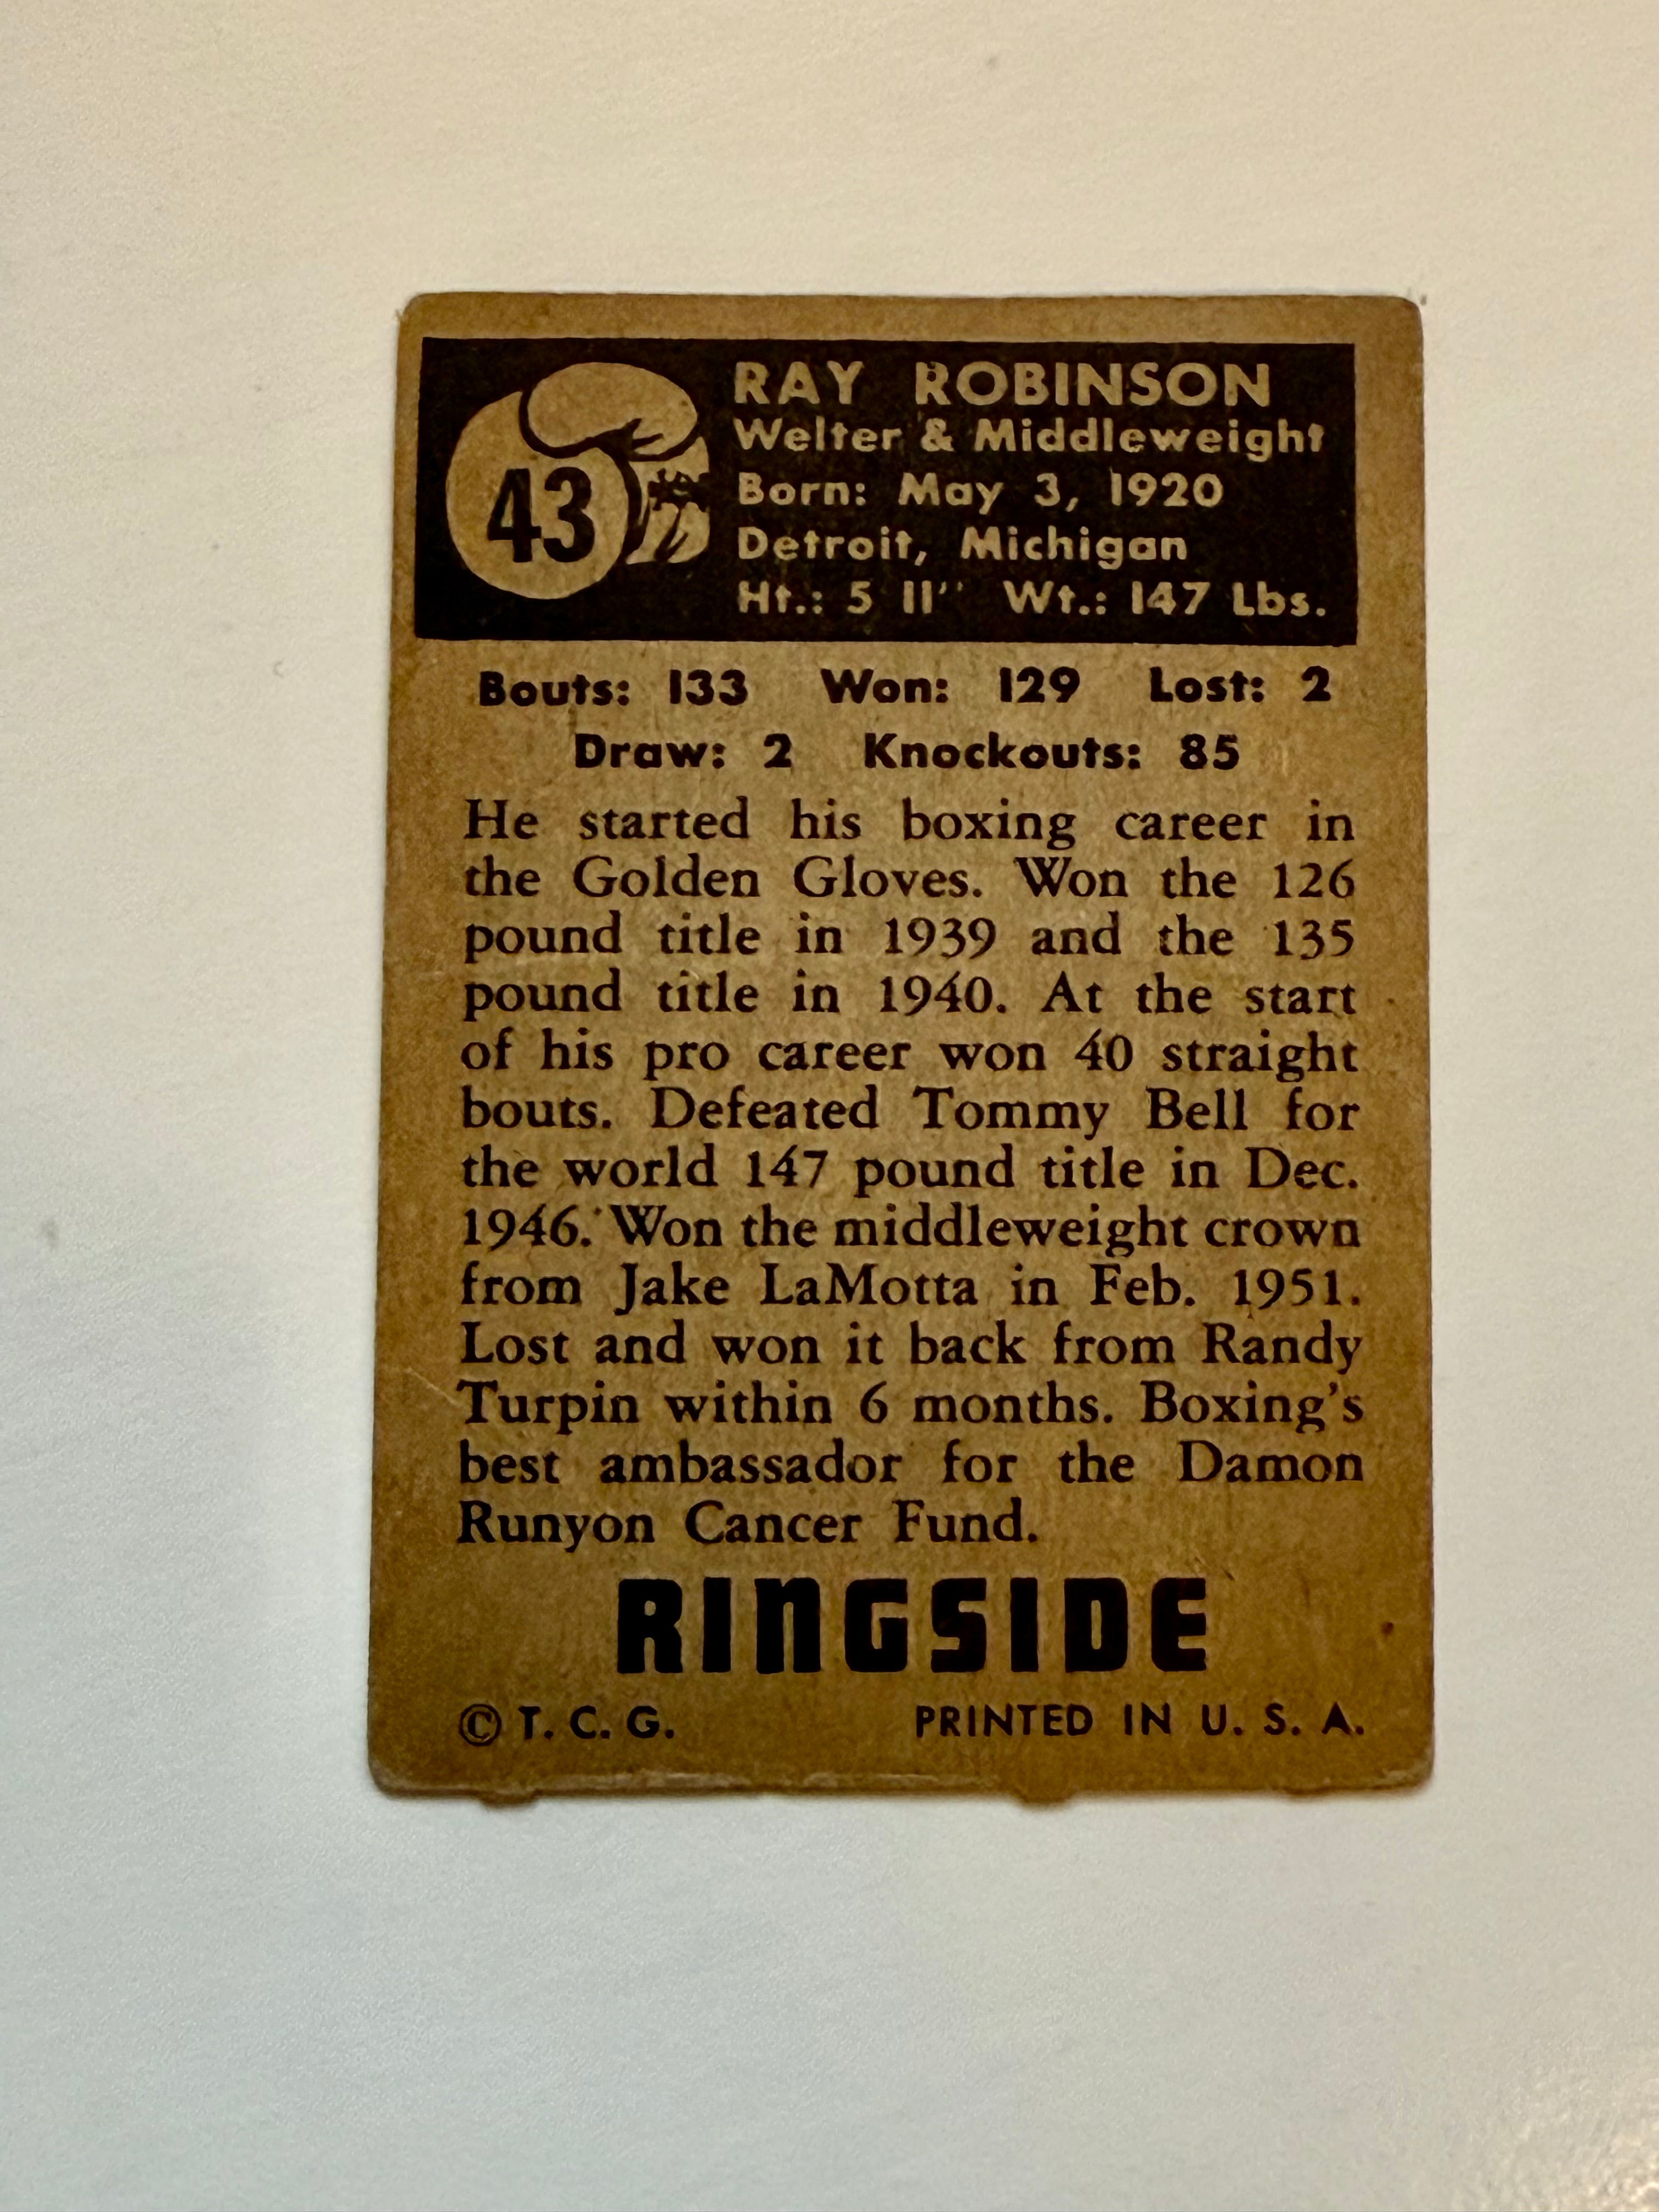 43
RAY ROBINSON
Welter & Middleweight
Born: May 3, 1920
Detroit, Michigan
Ht.: 5 11'' Wt.: 147 Lbs.
Bouts: 133 Won: 129 Lost: 2
Draw: 2 Knockouts: 85
He started his boxing career in
the Golden Gloves. Won the 126
pound title in 1939 and the 135
pound title in 1940. At the start
of his pro career won 40 straight
bouts. Defeated Tommy Bell for
the world 147 pound title in Dec.
1946. Won the middleweight crown
from Jake LaMotta in Feb. 1951.
Lost and won it back from Randy
Turpin within 6 months. Boxing's
best ambassador for the Damon
Runyon Cancer Fund.
RINGSIDE
© T. C. G. PRINTED IN U. S. A.